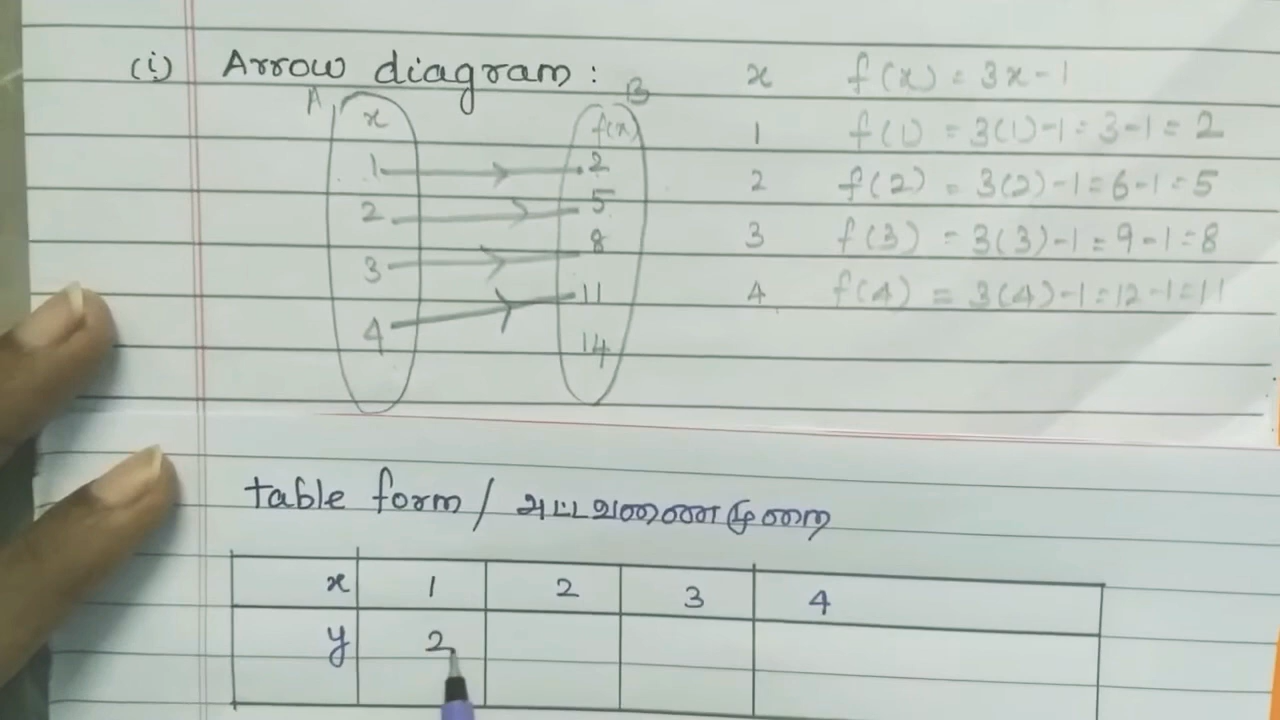 (i) Arrow diagram :
A B
x f(x)
1 2
2 5
3 8
4 11
14
x f(x) = 3x-1
1 f(1) = 3(1)-1 = 3-1 = 2
2 f(2) = 3(2)-1 = 6-1 = 5
3 f(3) = 3(3)-1 = 9-1 = 8
4 f(4) = 3(4)-1 = 12-1 = 11
table form / அட்டவணைமுறை
x 1 2 3 4
y 2